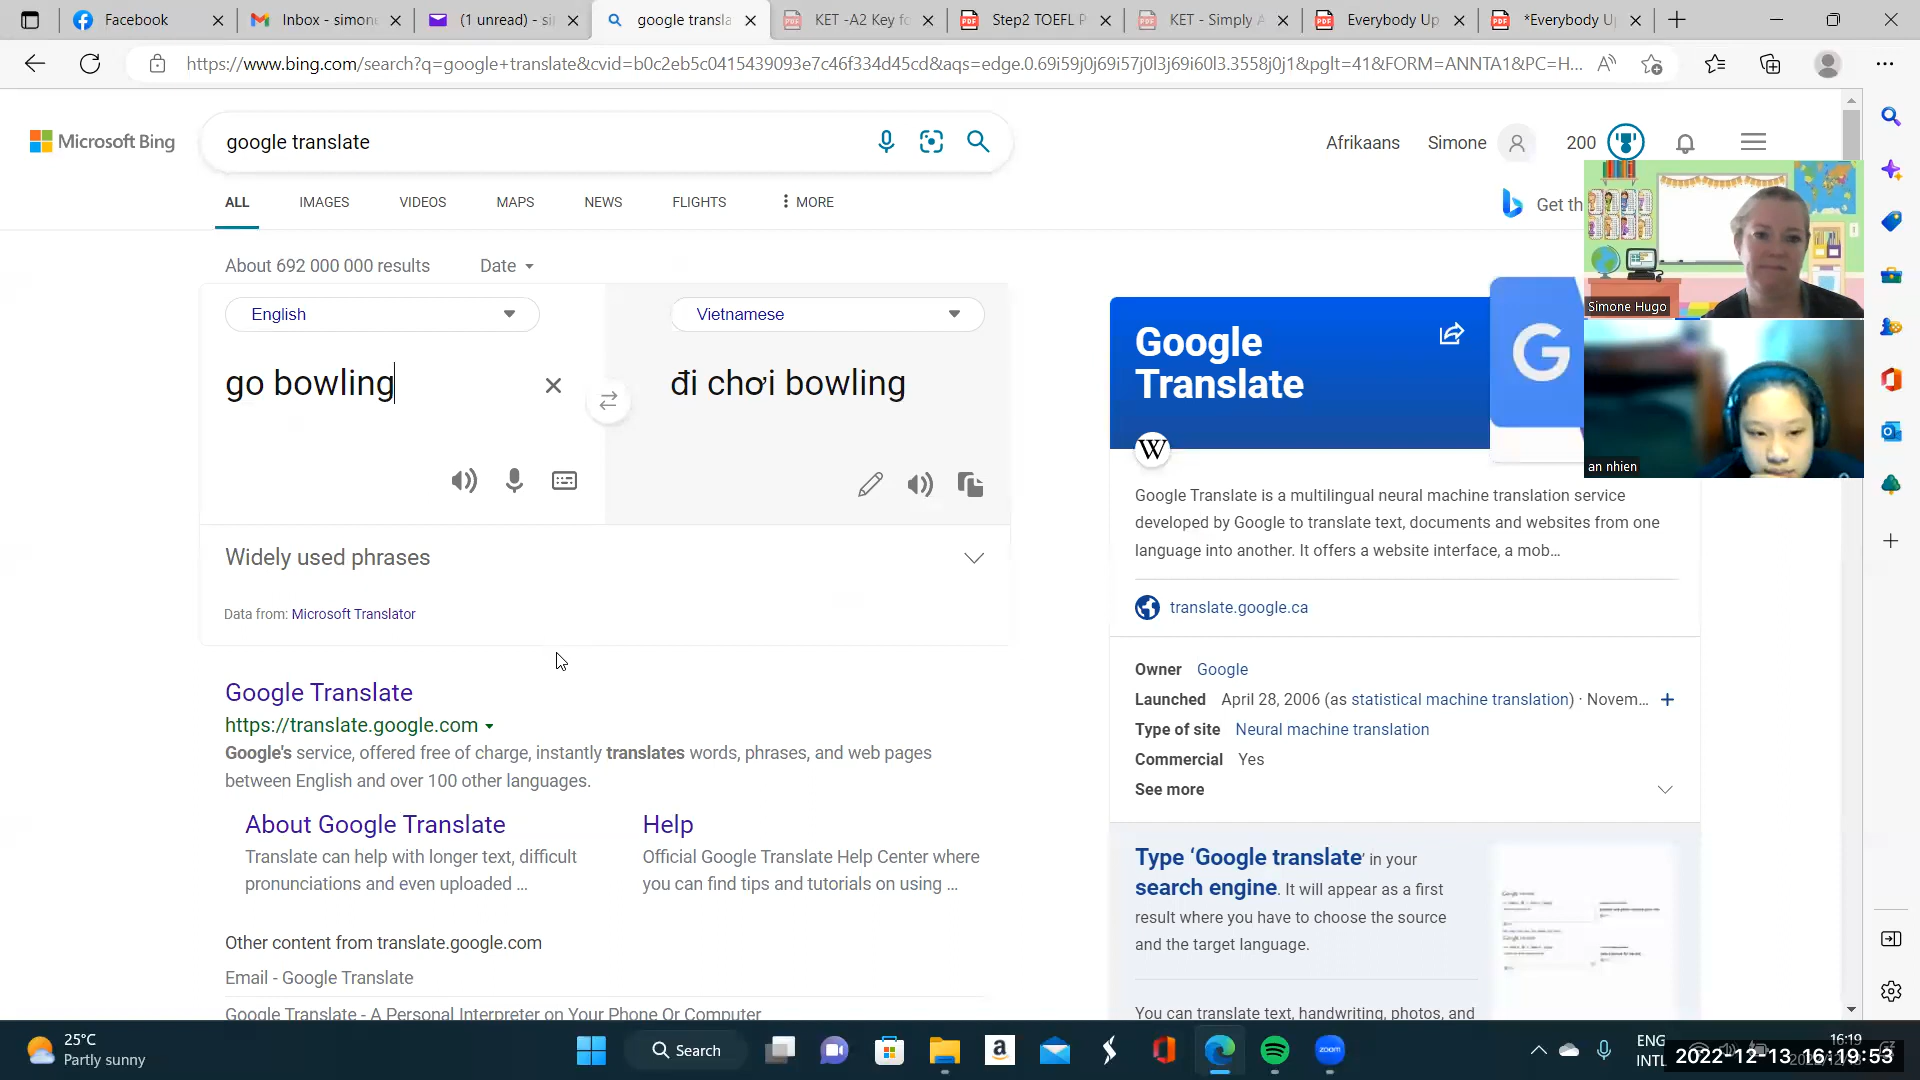 Facebook
Inbox - simon
(1 unread) - si
google transla
KET -A2 Key fo
Step2 TOEFL P
KET - Simply A
Everybody Up
*Everybody U
https://www.bing.com/search?q=google+translate&cvid=b0c2eb5c0415439093e7c46f334d45cd&aqs=edge.0.69i59j0j69i57j0l3j69i60l3.3558j0j1&pglt=41&FORM=ANNTA1&PC=H...
Microsoft Bing
google translate
Afrikaans
Simone
200
ALL
IMAGES
VIDEOS
MAPS
NEWS
FLIGHTS
MORE
Get th
About 692 000 000 results
Date
English
Vietnamese
go bowling
đi chơi bowling
Widely used phrases
Data from: Microsoft Translator
Google Translate
https://translate.google.com
Google's service, offered free of charge, instantly translates words, phrases, and web pages
between English and over 100 other languages.
About Google Translate
Translate can help with longer text, difficult
pronunciations and even uploaded ...
Help
Official Google Translate Help Center where
you can find tips and tutorials on using ...
Other content from translate.google.com
Email - Google Translate
Google Translate - A Personal Interpreter on Your Phone Or Computer
Google
Translate
G
W
Simone Hugo
an nhien
Google Translate is a multilingual neural machine translation service
developed by Google to translate text, documents and websites from one
language into another. It offers a website interface, a mob...
translate.google.ca
Owner Google
Launched April 28, 2006 (as statistical machine translation) · Novem...
Type of site Neural machine translation
Commercial Yes
See more
Type ‘Google translate’ in your
search engine. It will appear as a first
result where you have to choose the source
and the target language.
You can translate text, handwriting, photos, and
25°C
Partly sunny
Search
zoom
ENG
INTL
16:19
2022-12-13 16:19:53